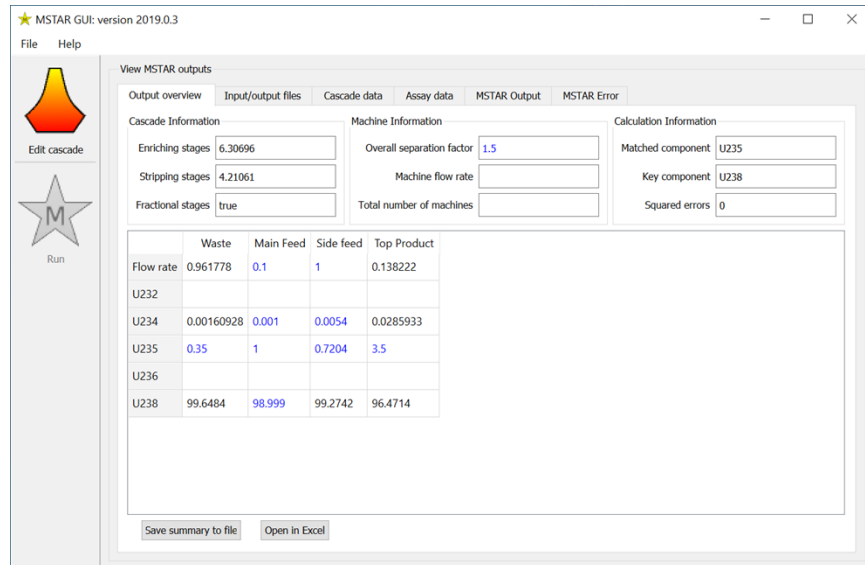 MSTAR GUI: version 2019.0.3
File Help
View MSTAR outputs
Output overview Input/output files Cascade data Assay data MSTAR Output MSTAR Error
Cascade Information Machine Information Calculation Information
Edit cascade
Enriching stages 6.30696 Overall separation factor 1.5 Matched component U235
Stripping stages 4.21061 Machine flow rate Key component U238
Fractional stages true Total number of machines Squared errors 0
M
Run
Waste Main Feed Side feed Top Product
Flow rate 0.961778 0.1 1 0.138222
U232
U234 0.00160928 0.001 0.0054 0.0285933
U235 0.35 1 0.7204 3.5
U236
U238 99.6484 98.999 99.2742 96.4714
Save summary to file Open in Excel